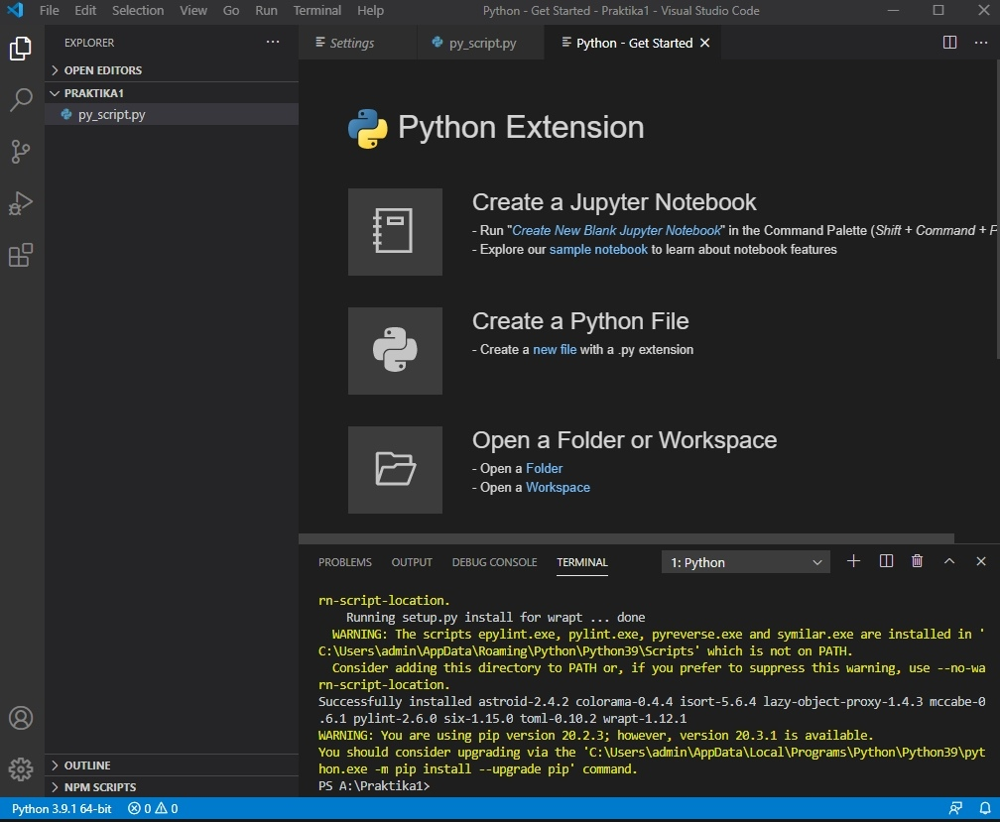 File Edit Selection View Go Run Terminal Help Python - Get Started - Praktika1 - Visual Studio Code
EXPLORER
OPEN EDITORS
PRAKTIKA1
py_script.py
OUTLINE
NPM SCRIPTS
Settings py_script.py Python - Get Started
Python Extension
Create a Jupyter Notebook
- Run "Create New Blank Jupyter Notebook" in the Command Palette (Shift + Command + P
- Explore our sample notebook to learn about notebook features
Create a Python File
- Create a new file with a .py extension
Open a Folder or Workspace
- Open a Folder
- Open a Workspace
PROBLEMS OUTPUT DEBUG CONSOLE TERMINAL 1: Python
rn-script-location.
Running setup.py install for wrapt ... done
WARNING: The scripts epylint.exe, pylint.exe, pyreverse.exe and symilar.exe are installed in '
C:\Users\admin\AppData\Roaming\Python\Python39\Scripts' which is not on PATH.
Consider adding this directory to PATH or, if you prefer to suppress this warning, use --no-wa
rn-script-location.
Successfully installed astroid-2.4.2 colorama-0.4.4 isort-5.6.4 lazy-object-proxy-1.4.3 mccabe-0
.6.1 pylint-2.6.0 six-1.15.0 toml-0.10.2 wrapt-1.12.1
WARNING: You are using pip version 20.2.3; however, version 20.3.1 is available.
You should consider upgrading via the 'C:\Users\admin\AppData\Local\Programs\Python\Python39\pyt
hon.exe -m pip install --upgrade pip' command.
PS A:\Praktika1>
Python 3.9.1 64-bit 0 0